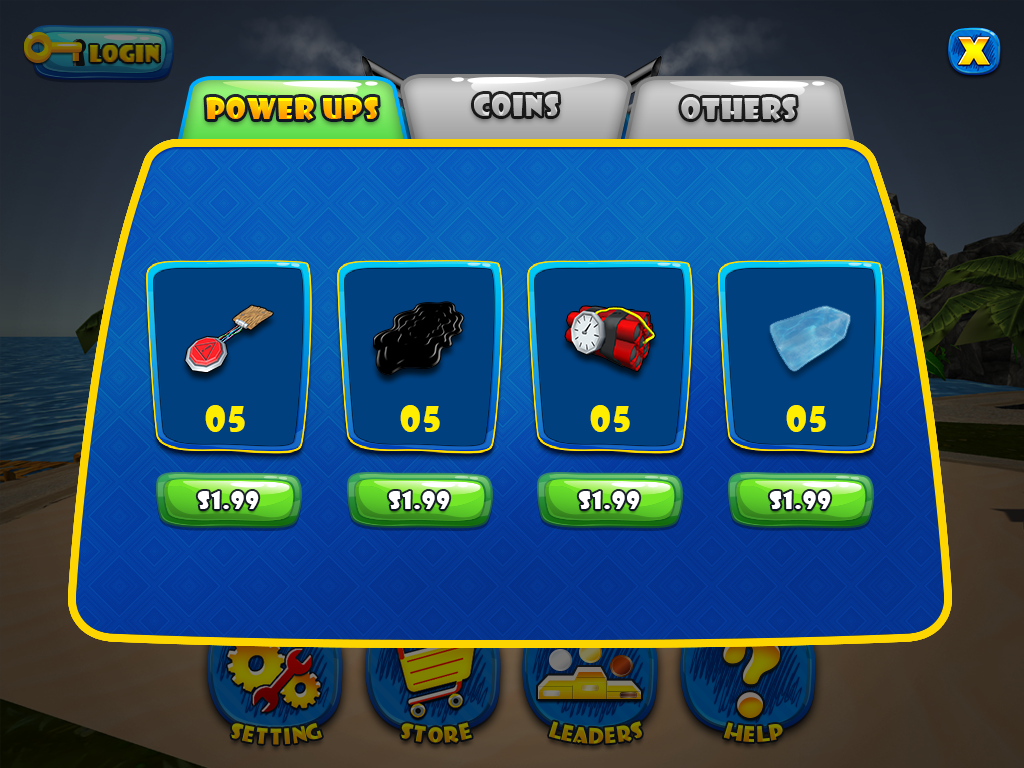 LOGIN
X
POWER UPS
COINS
OTHERS
05
05
05
05
$1.99
$1.99
$1.99
$1.99
SETTING
STORE
LEADERS
HELP